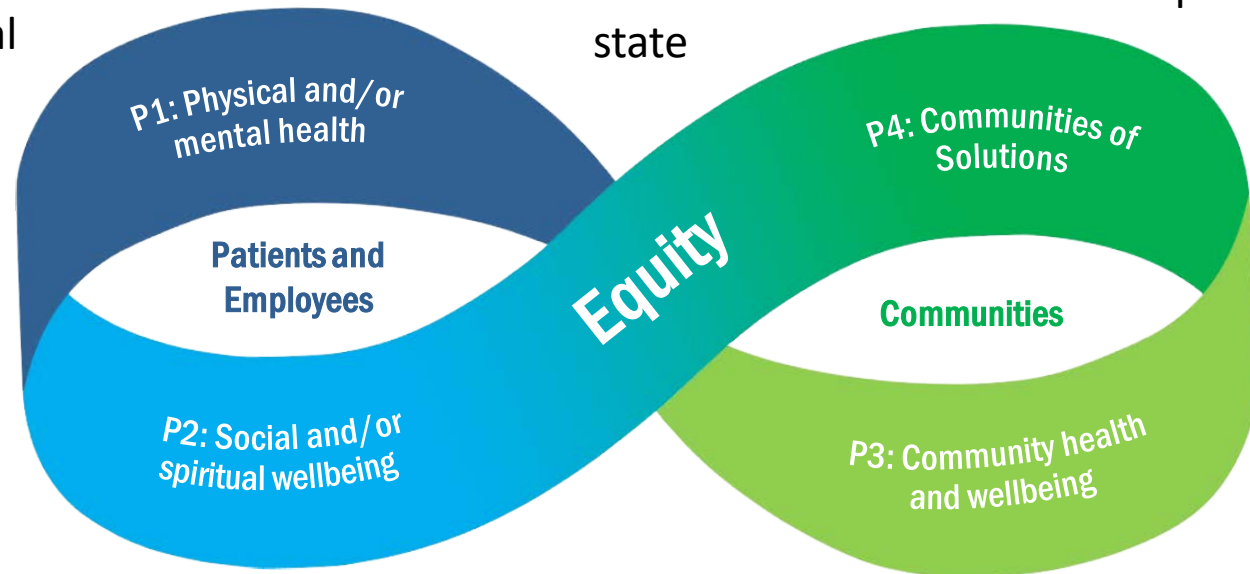 al
state
P1: Physical and/or
mental health
P4: Communities of
Solutions
Patients and
Employees
Equity
Communities
P2: Social and/or
spiritual wellbeing
P3: Community health
and wellbeing